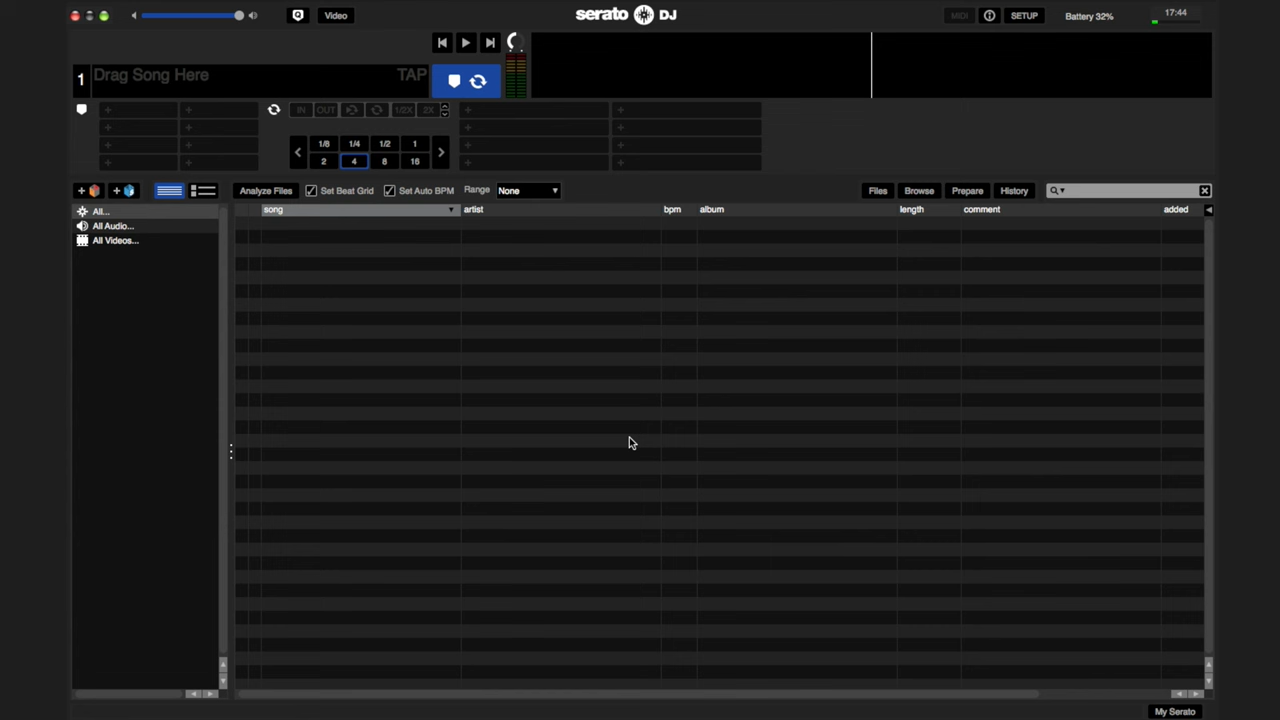 Video
serato DJ
MIDI
SETUP
Battery 32%
17:44
1 Drag Song Here TAP
IN OUT 1/2X 2X
1/8 1/4 1/2 1
2 4 8 16
Analyze Files Set Beat Grid Set Auto BPM Range None
Files Browse Prepare History
song artist bpm album length comment added
All...
All Audio...
All Videos...
My Serato